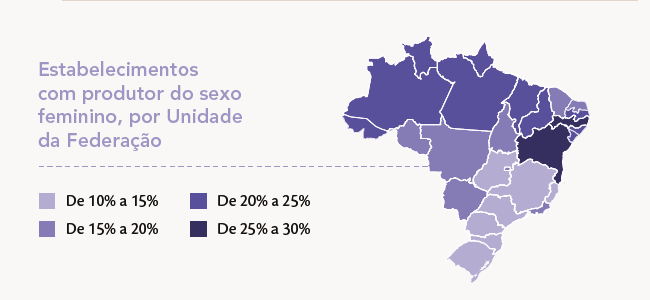 Estabelecimentos
com produtor do sexo
feminino, por Unidade
da Federação
De 10% a 15%
De 20% a 25%
De 15% a 20%
De 25% a 30%